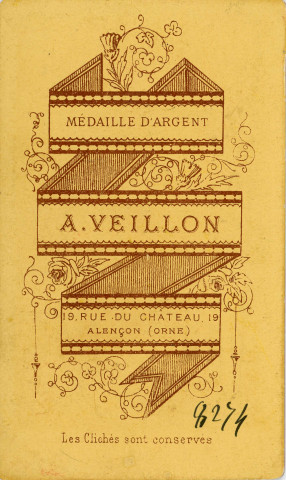 MÉDAILLE D'ARGENT
A. VEILLON
19, RUE DU CHATEAU, 19
ALENÇON (ORNE)
8274
Les Clichés sont conservés